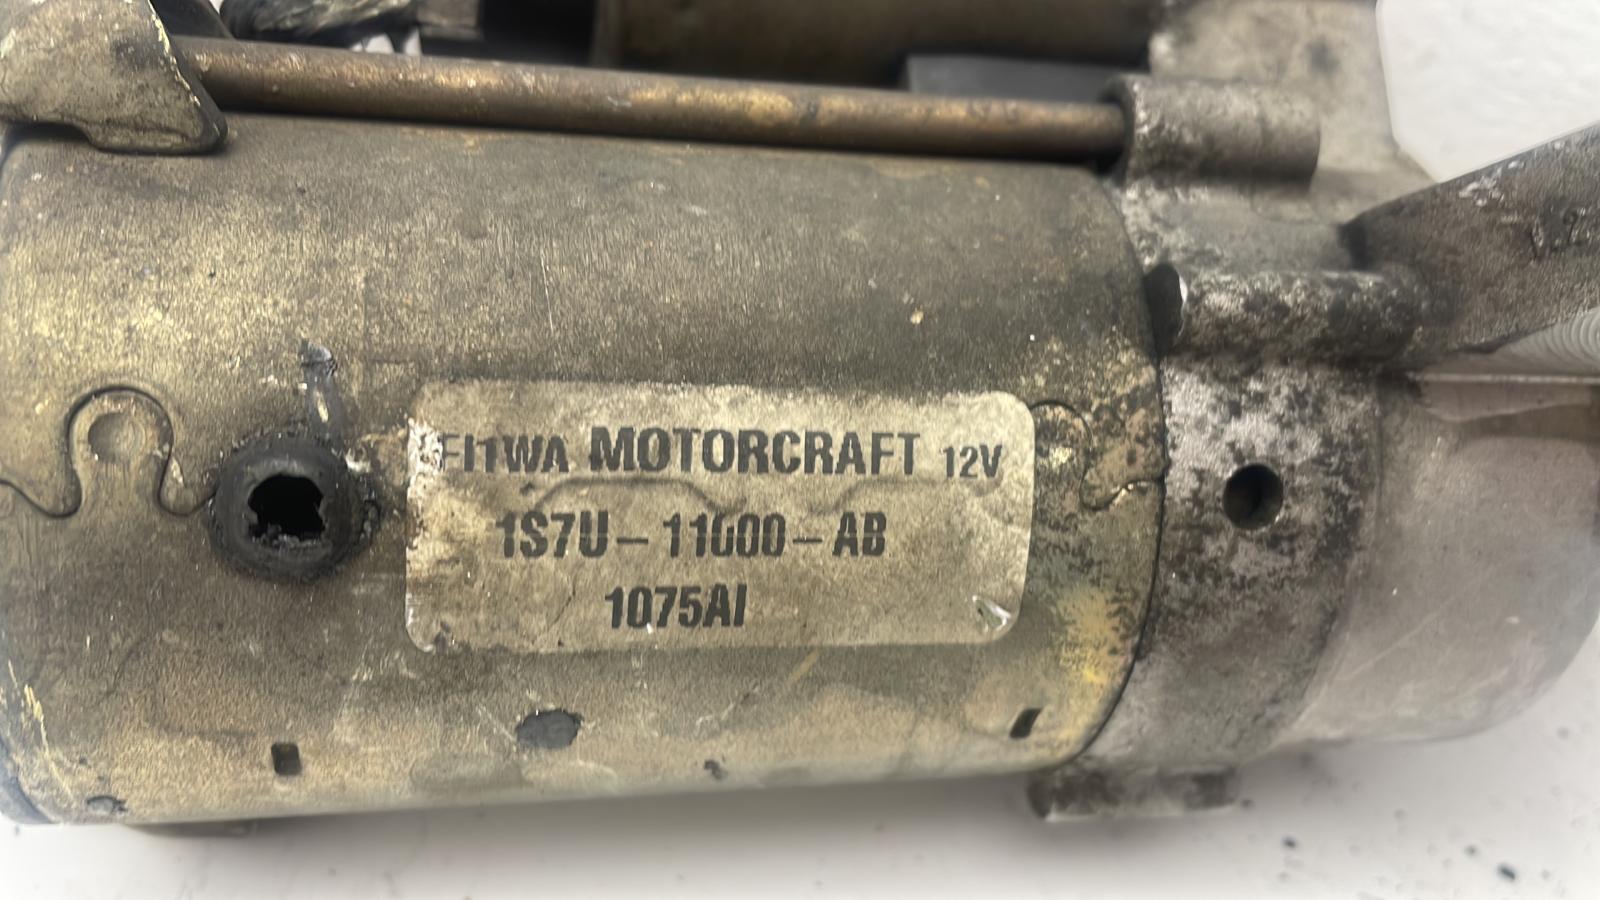 FI1WA MOTORCRAFT 12V
1S7U-11000-AB
1075AI